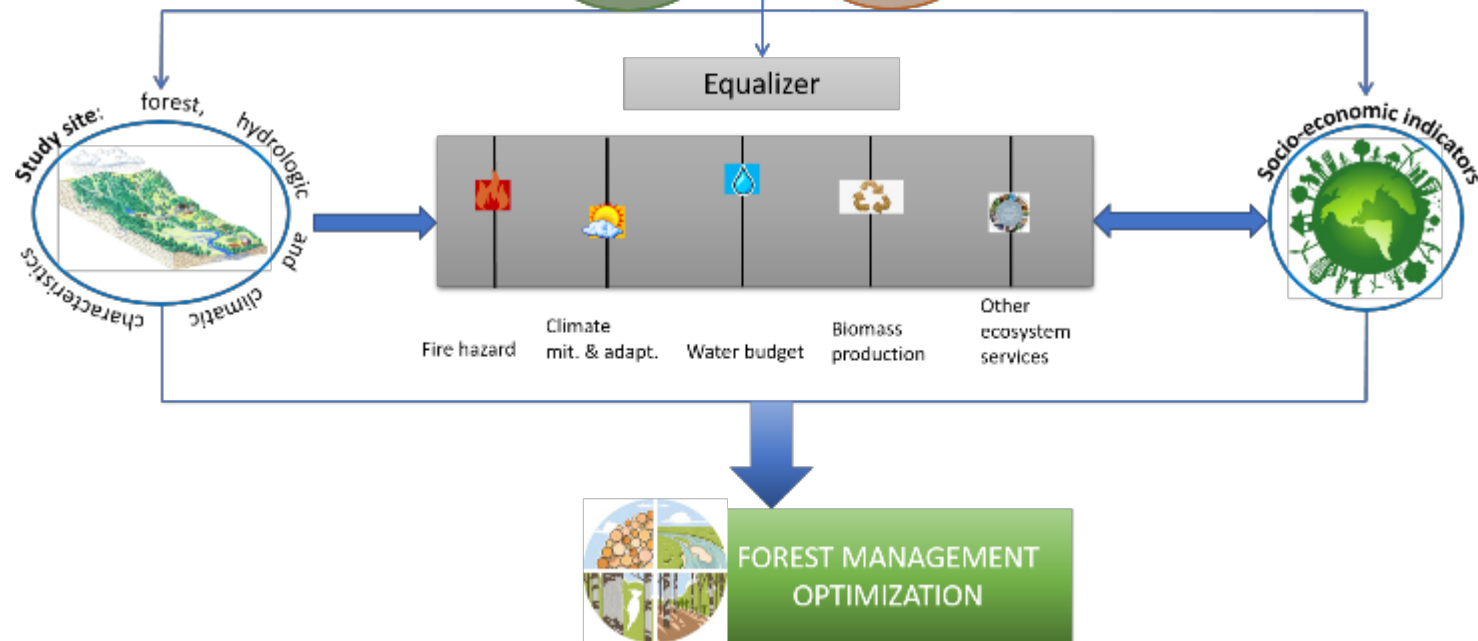 Equalizer
Study site: forest, hydrologic and climatic characteristics
Socio-economic indicators
Fire hazard
Climate
mit. & adapt.
Water budget
Biomass
production
Other
ecosystem
services
FOREST MANAGEMENT
OPTIMIZATION